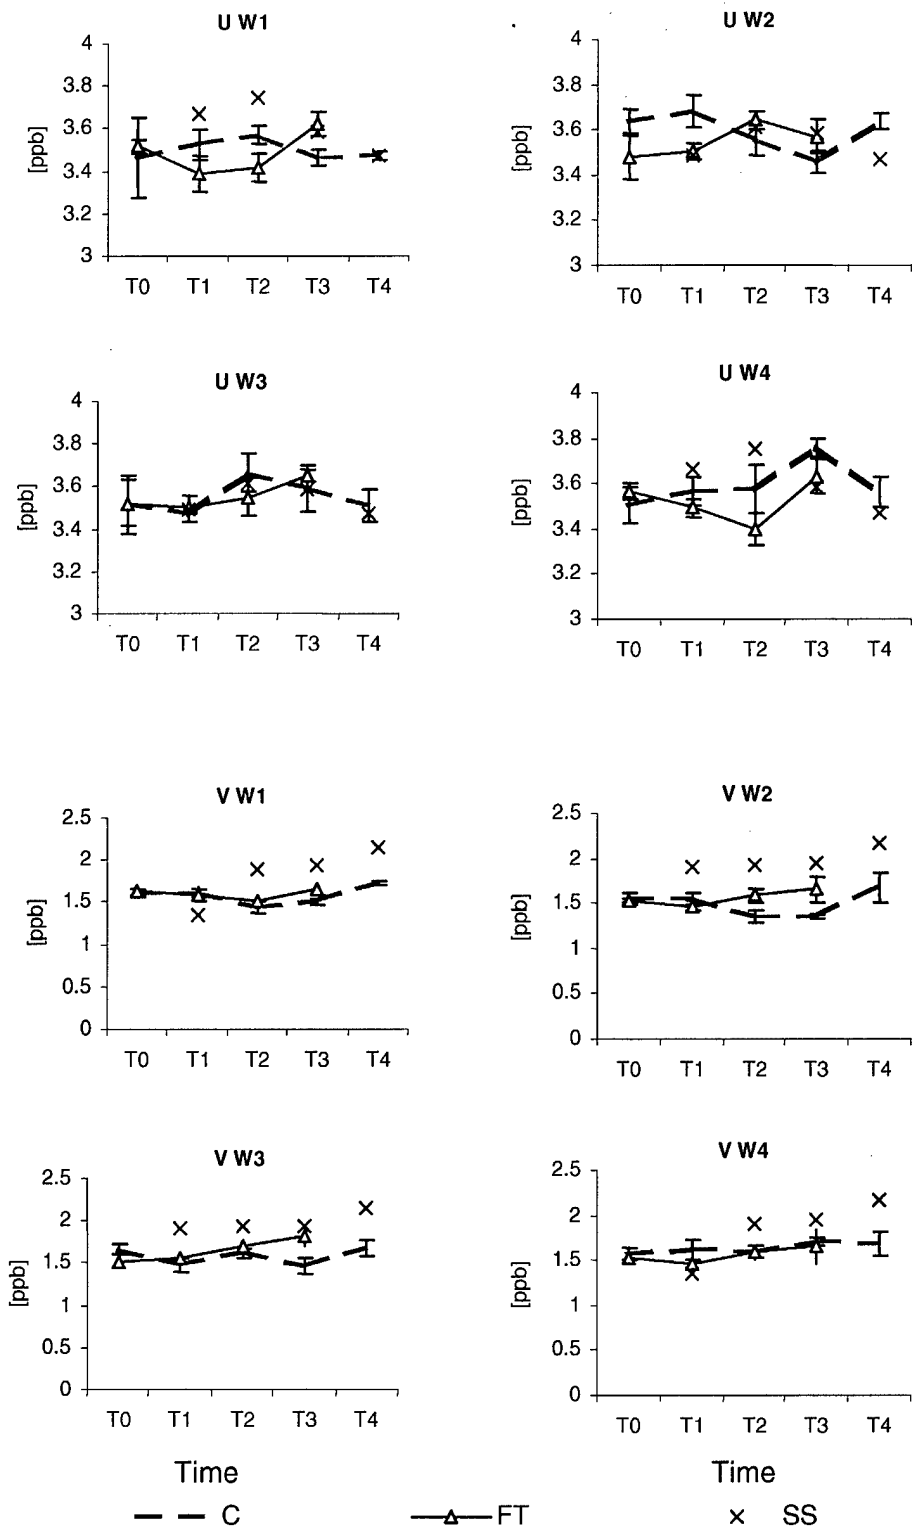 U W1
4
3.8
3.6
3.4
3.2
3
[ppb]
T0 T1 T2 T3 T4
U W2
4
3.8
3.6
3.4
3.2
3
[ppb]
T0 T1 T2 T3 T4
U W3
4
3.8
3.6
3.4
3.2
3
[ppb]
T0 T1 T2 T3 T4
U W4
4
3.8
3.6
3.4
3.2
3
[ppb]
T0 T1 T2 T3 T4
V W1
2.5
2
1.5
1
0.5
0
[ppb]
T0 T1 T2 T3 T4
V W2
2.5
2
1.5
1
0.5
0
[ppb]
T0 T1 T2 T3 T4
V W3
2.5
2
1.5
1
0.5
0
[ppb]
T0 T1 T2 T3 T4
Time
V W4
2.5
2
1.5
1
0.5
0
[ppb]
T0 T1 T2 T3 T4
Time
C FT SS